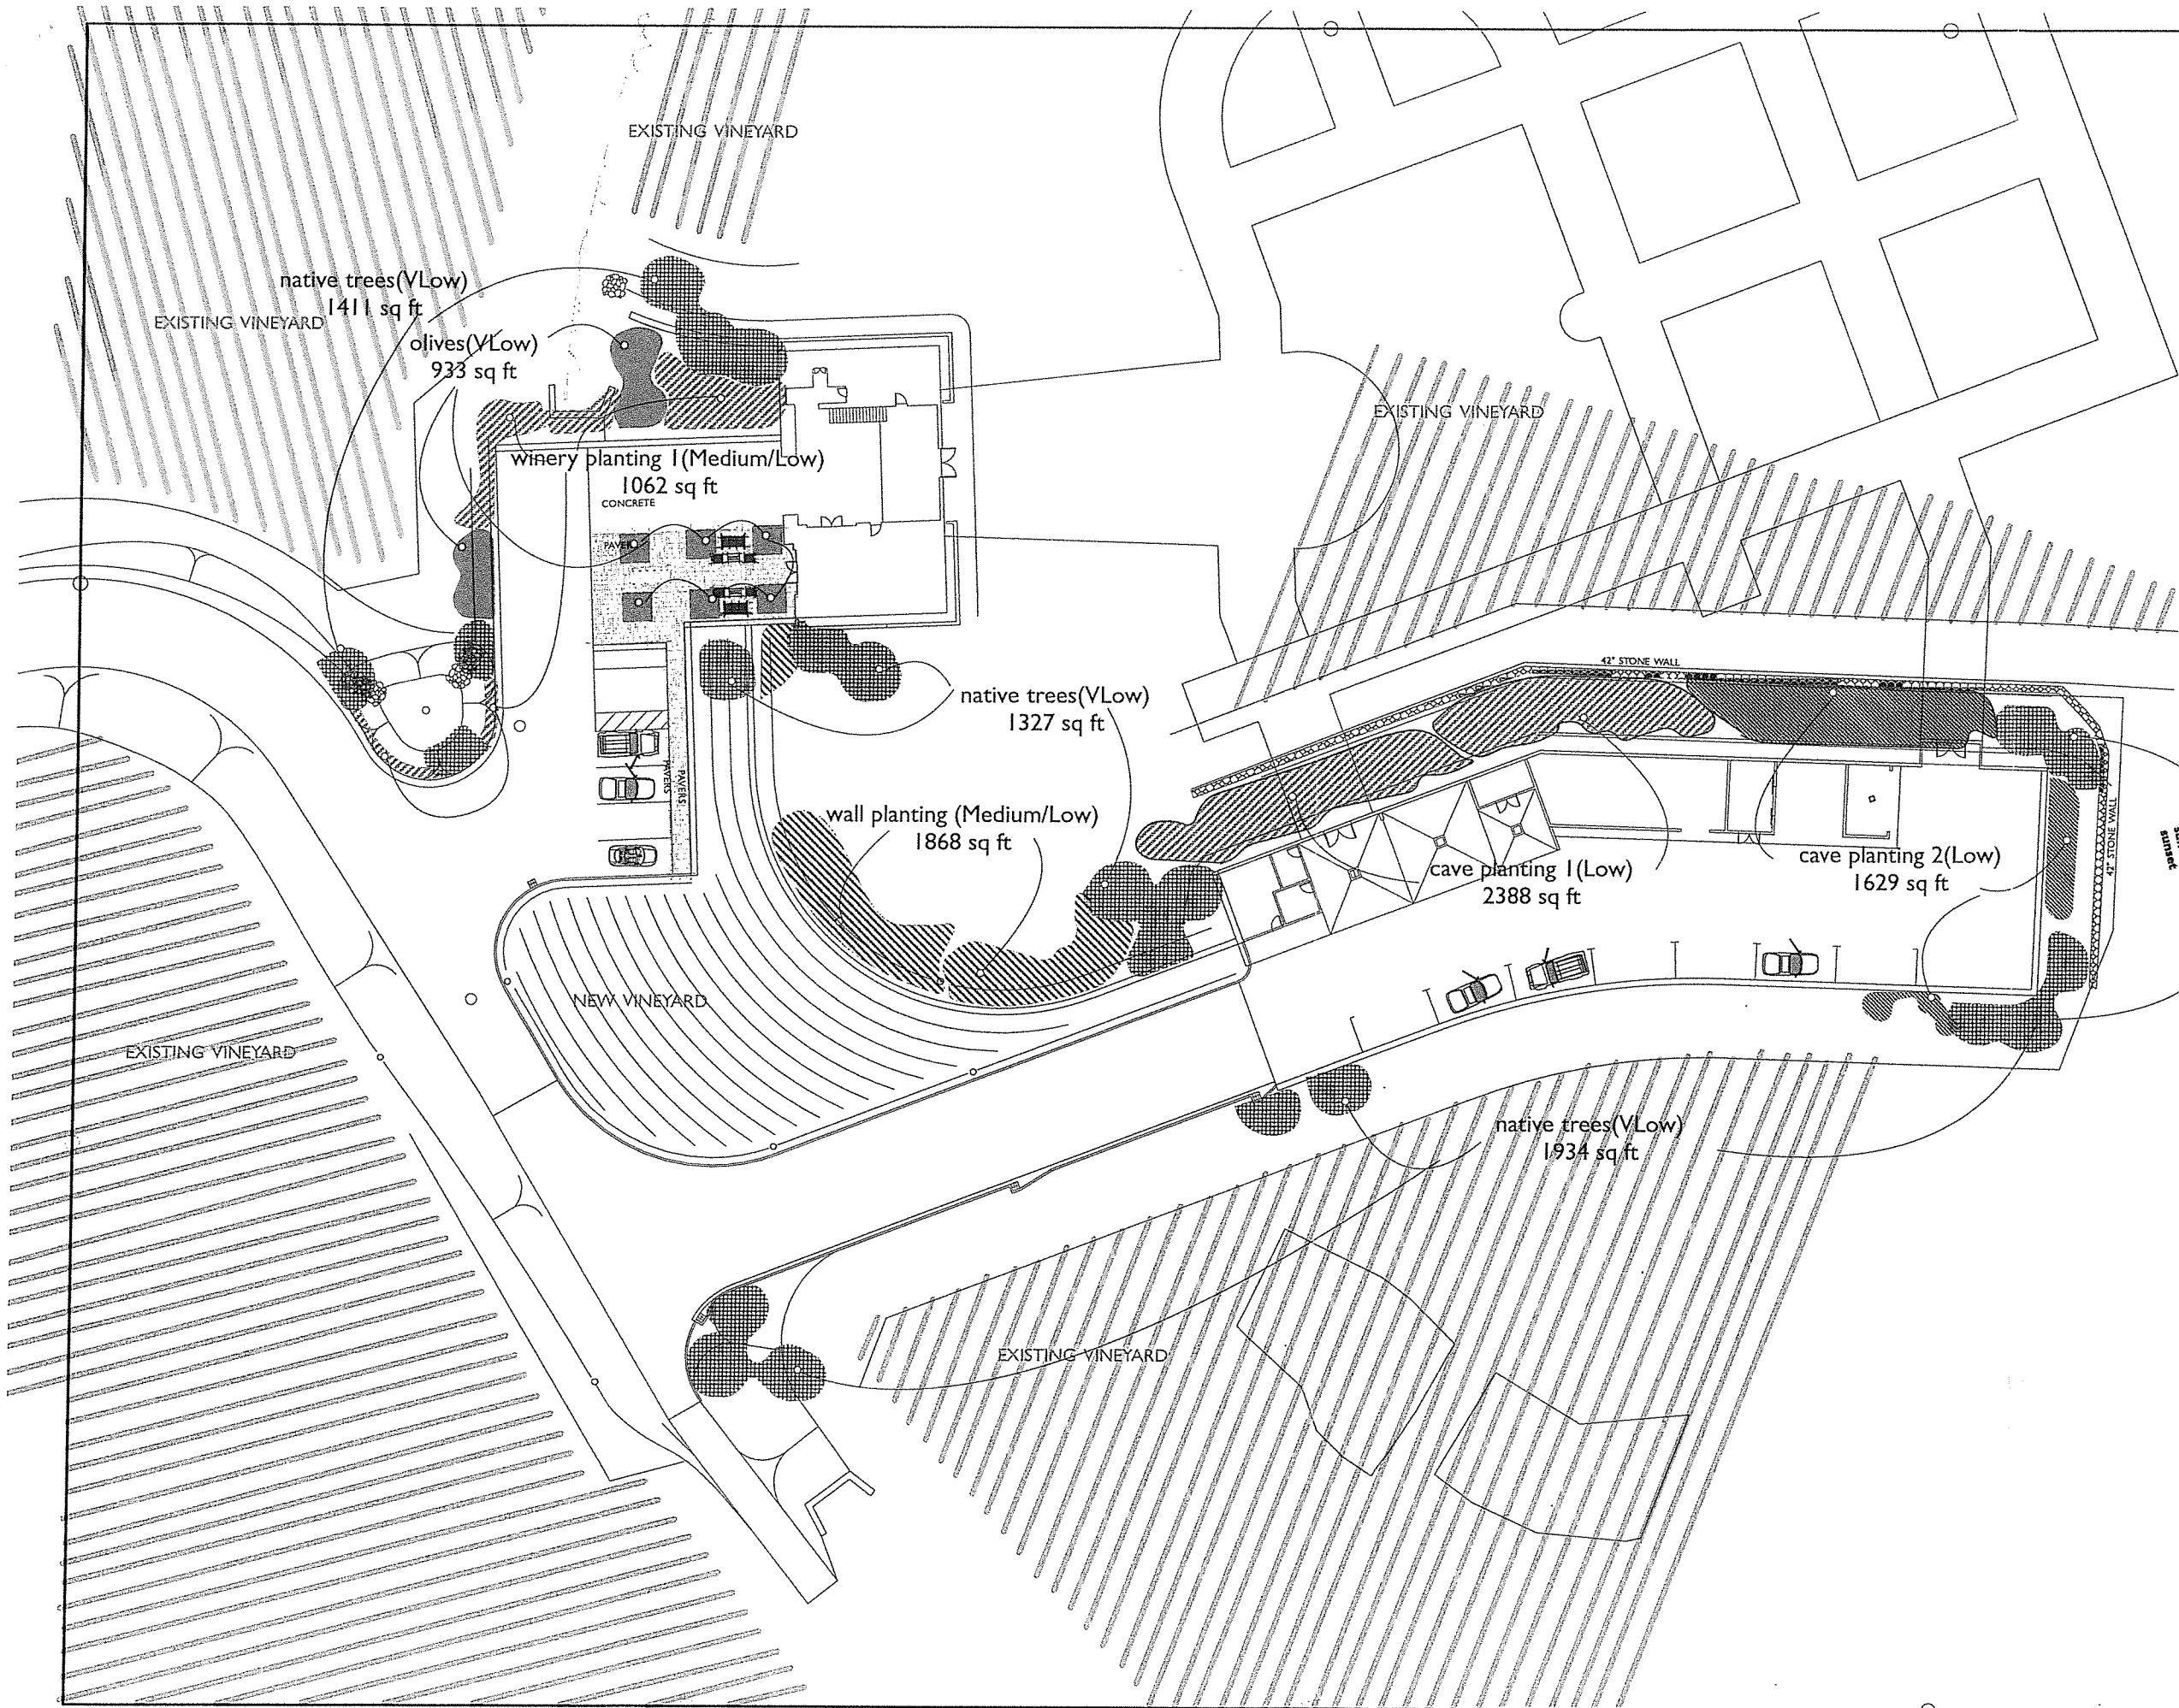 EXISTING VINEYARD
native trees(VLow)
1411 sq ft
EXISTING VINEYARD
olives(VLow)
933 sq ft
EXISTING VINEYARD
winery planting 1(Medium/Low)
1062 sq ft
CONCRETE
PAVERS
42" STONE WALL
native trees(VLow)
1327 sq ft
PAVERS
PAVERS
wall planting (Medium/Low)
1868 sq ft
cave planting 1(Low)
2388 sq ft
cave planting 2(Low)
1629 sq ft
42" STONE WALL
sunset
NEW VINEYARD
EXISTING VINEYARD
native trees(VLow)
1934 sq ft
EXISTING VINEYARD